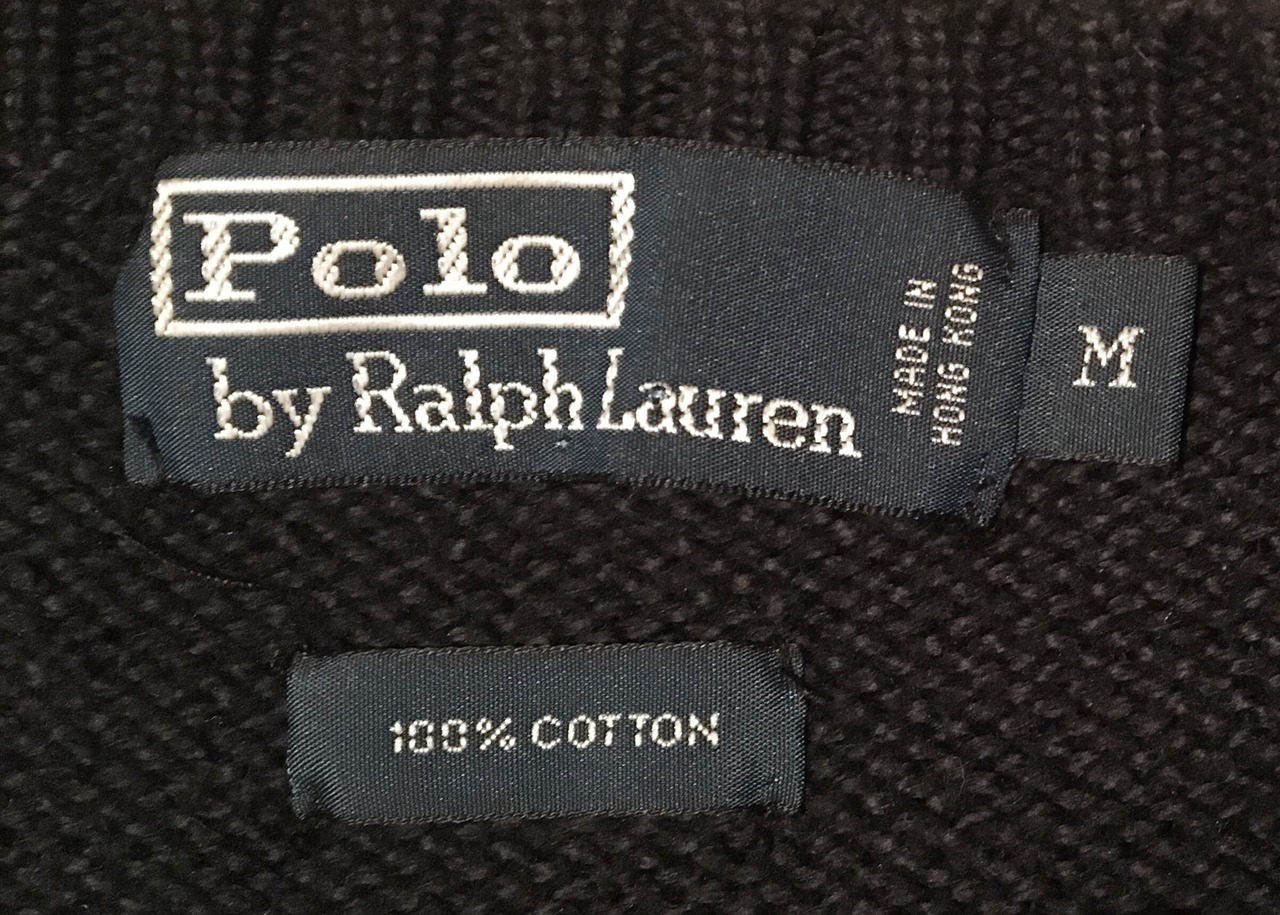 Polo
by Ralph Lauren
MADE IN
HONG KONG
M
100% COTTON